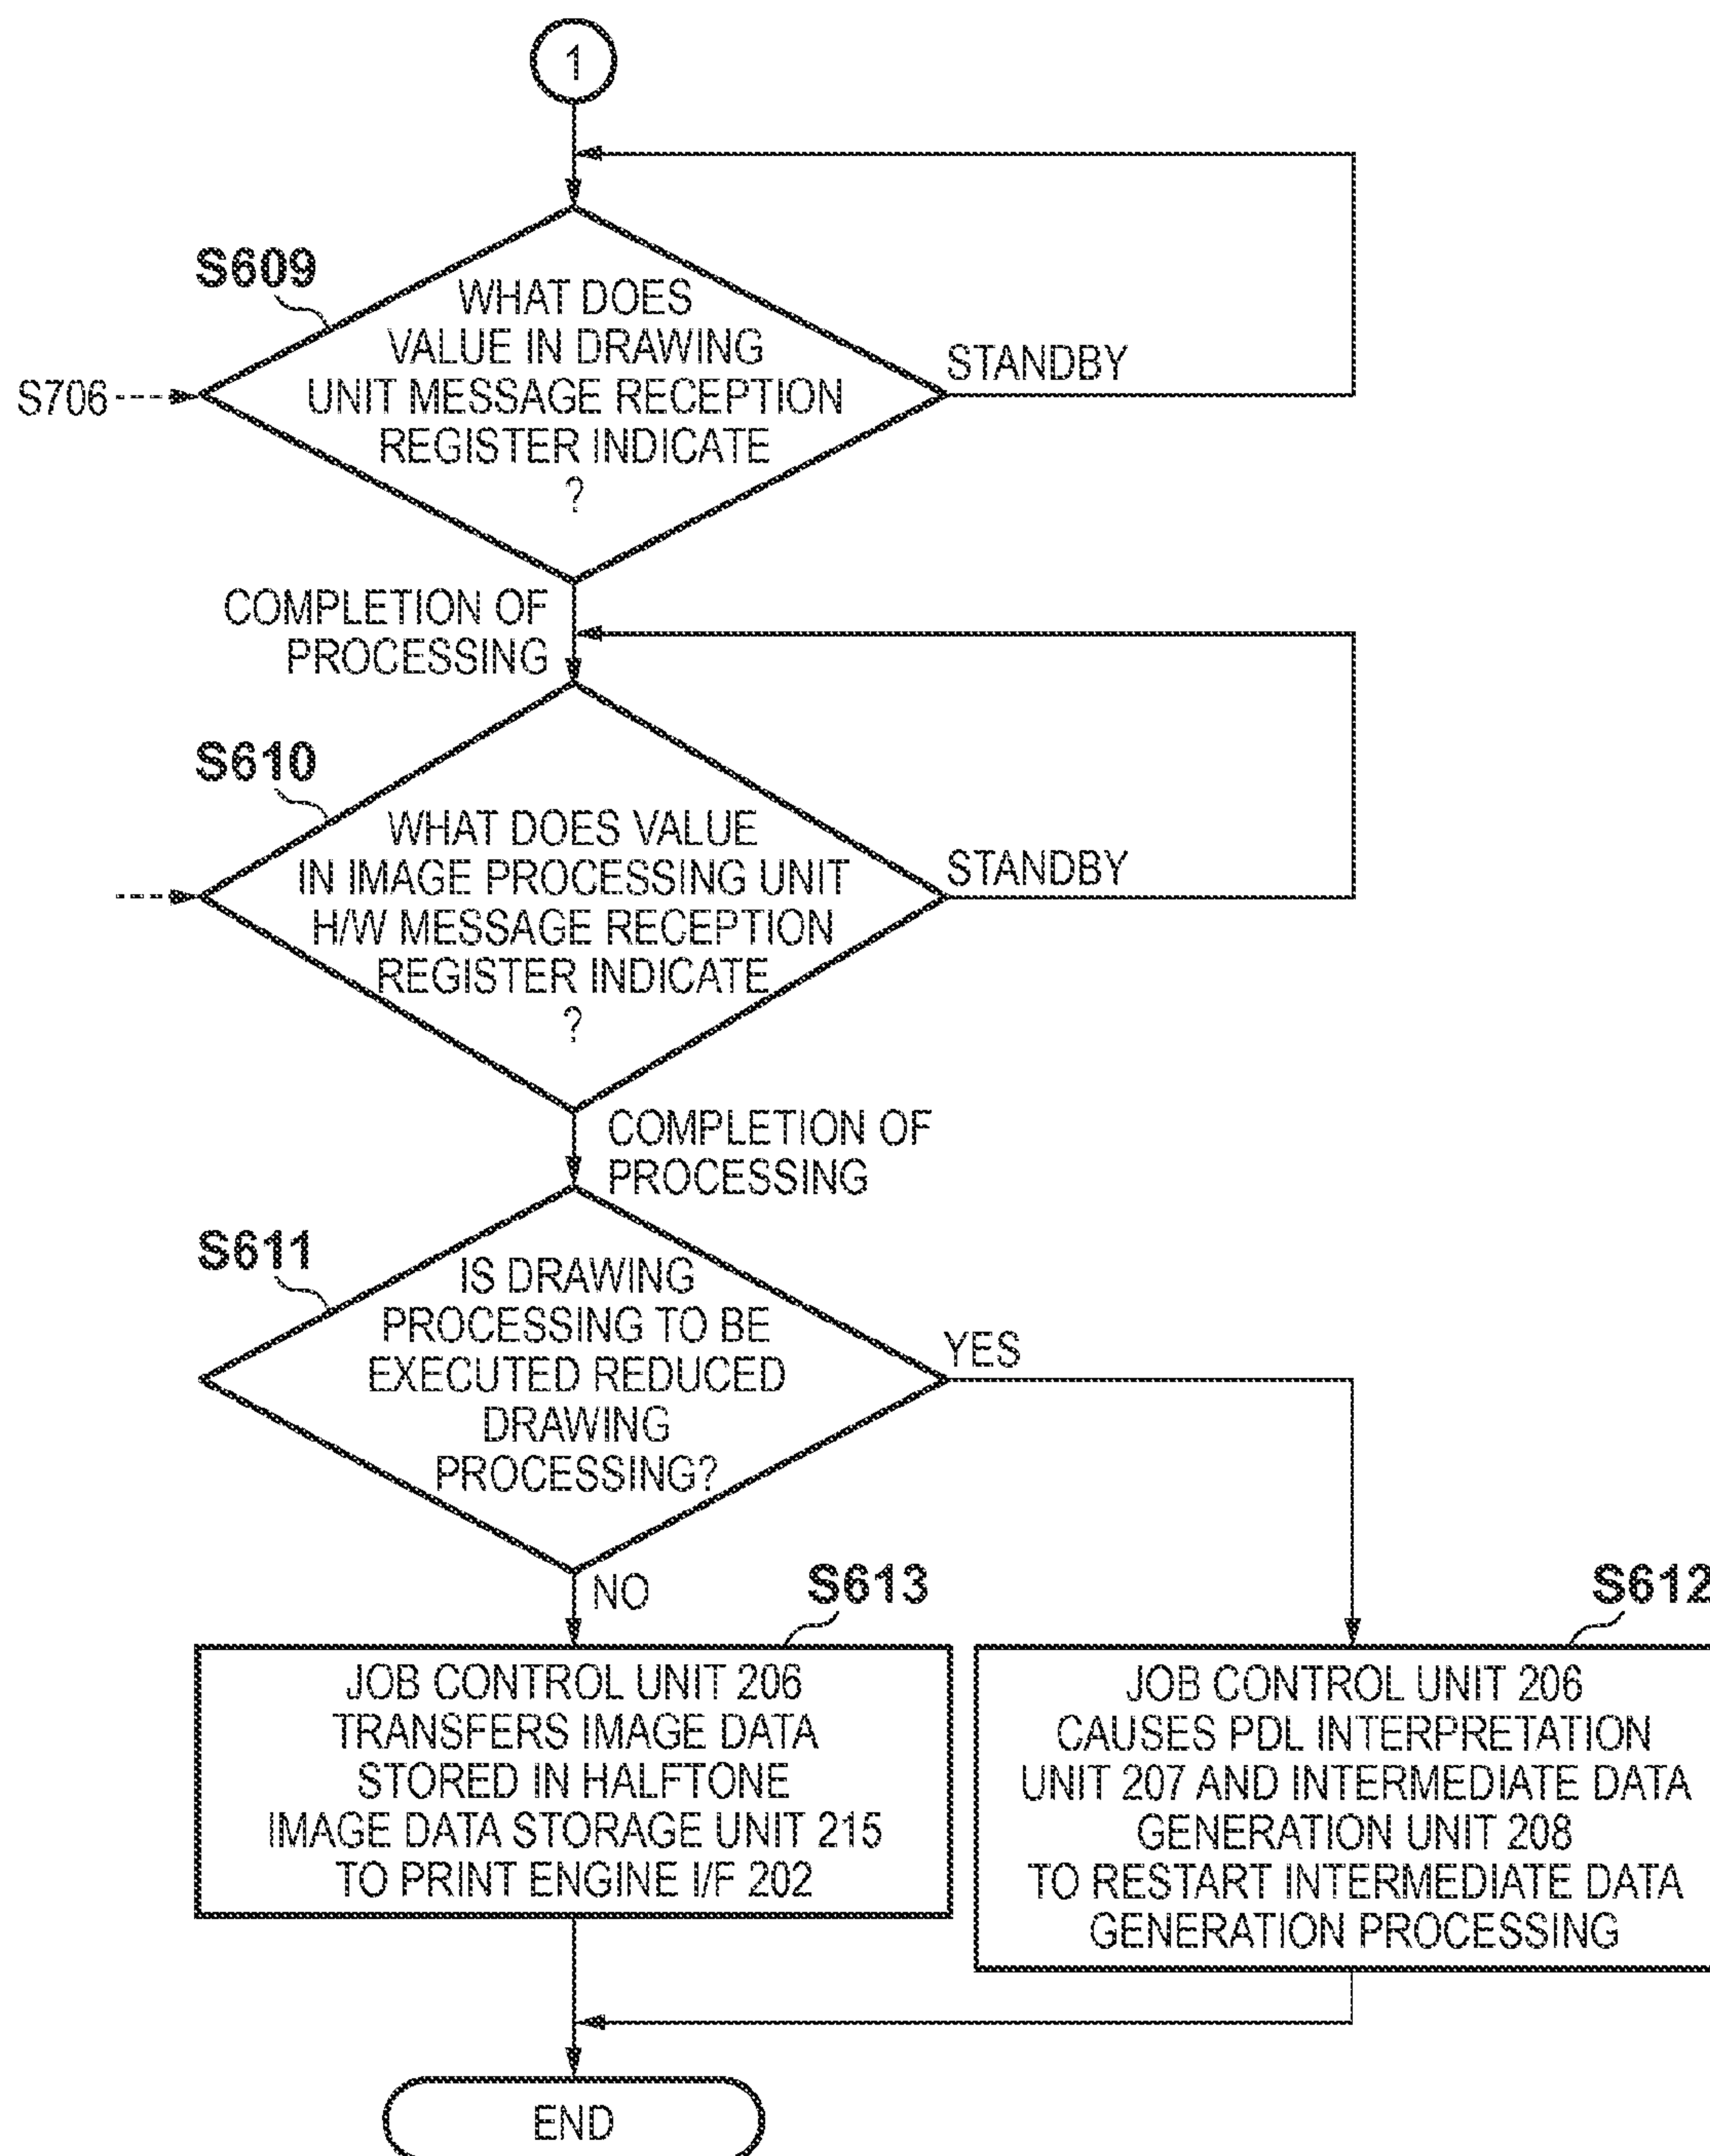 1
S609
WHAT DOES
VALUE IN DRAWING
UNIT MESSAGE RECEPTION
REGISTER INDICATE
?
STANDBY
S706
COMPLETION OF
PROCESSING
S610
WHAT DOES VALUE
IN IMAGE PROCESSING UNIT
H/W MESSAGE RECEPTION
REGISTER INDICATE
?
STANDBY
COMPLETION OF
PROCESSING
S611
IS DRAWING
PROCESSING TO BE
EXECUTED REDUCED
DRAWING
PROCESSING?
YES
NO
S613
JOB CONTROL UNIT 206
TRANSFERS IMAGE DATA
STORED IN HALFTONE
IMAGE DATA STORAGE UNIT 215
TO PRINT ENGINE I/F 202
S612
JOB CONTROL UNIT 206
CAUSES PDL INTERPRETATION
UNIT 207 AND INTERMEDIATE DATA
GENERATION UNIT 208
TO RESTART INTERMEDIATE DATA
GENERATION PROCESSING
END